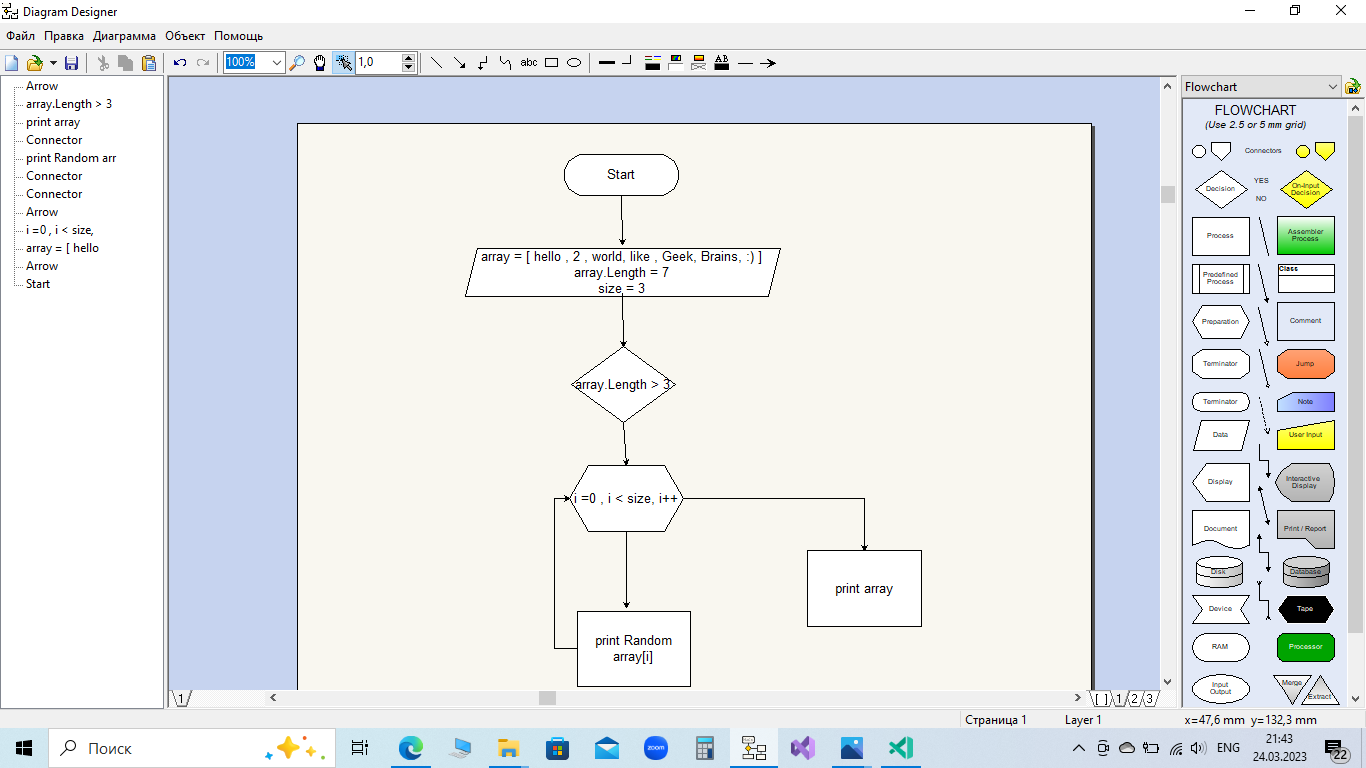 Diagram Designer
Файл Правка Диаграмма Объект Помощь
100% 1,0 abc AB
Arrow
array.Length > 3
print array
Connector
print Random arr
Connector
Connector
Arrow
i =0 , i < size,
array = [ hello
Arrow
Start
Start
array = [ hello , 2 , world, like , Geek, Brains, :) ]
array.Length = 7
size = 3
array.Length > 3
i =0 , i < size, i++
print array
print Random
array[i]
Flowchart
FLOWCHART
(Use 2.5 or 5 mm grid)
Connectors
Decision
YES
NO
On-Input
Decision
Process
Assembler
Process
Predefined
Process
Class
Preparation
Comment
Terminator
Jump
Terminator
Note
Data
User Input
Display
Interactive
Display
Document
Print / Report
Disk
Database
Device
Tape
RAM
Processor
Input
Output
Merge
Extract
1
[ ] 1 2 3
Страница 1 Layer 1 x=47,6 mm y=132,3 mm
Поиск
zoom
ENG
21:43
24.03.2023
22